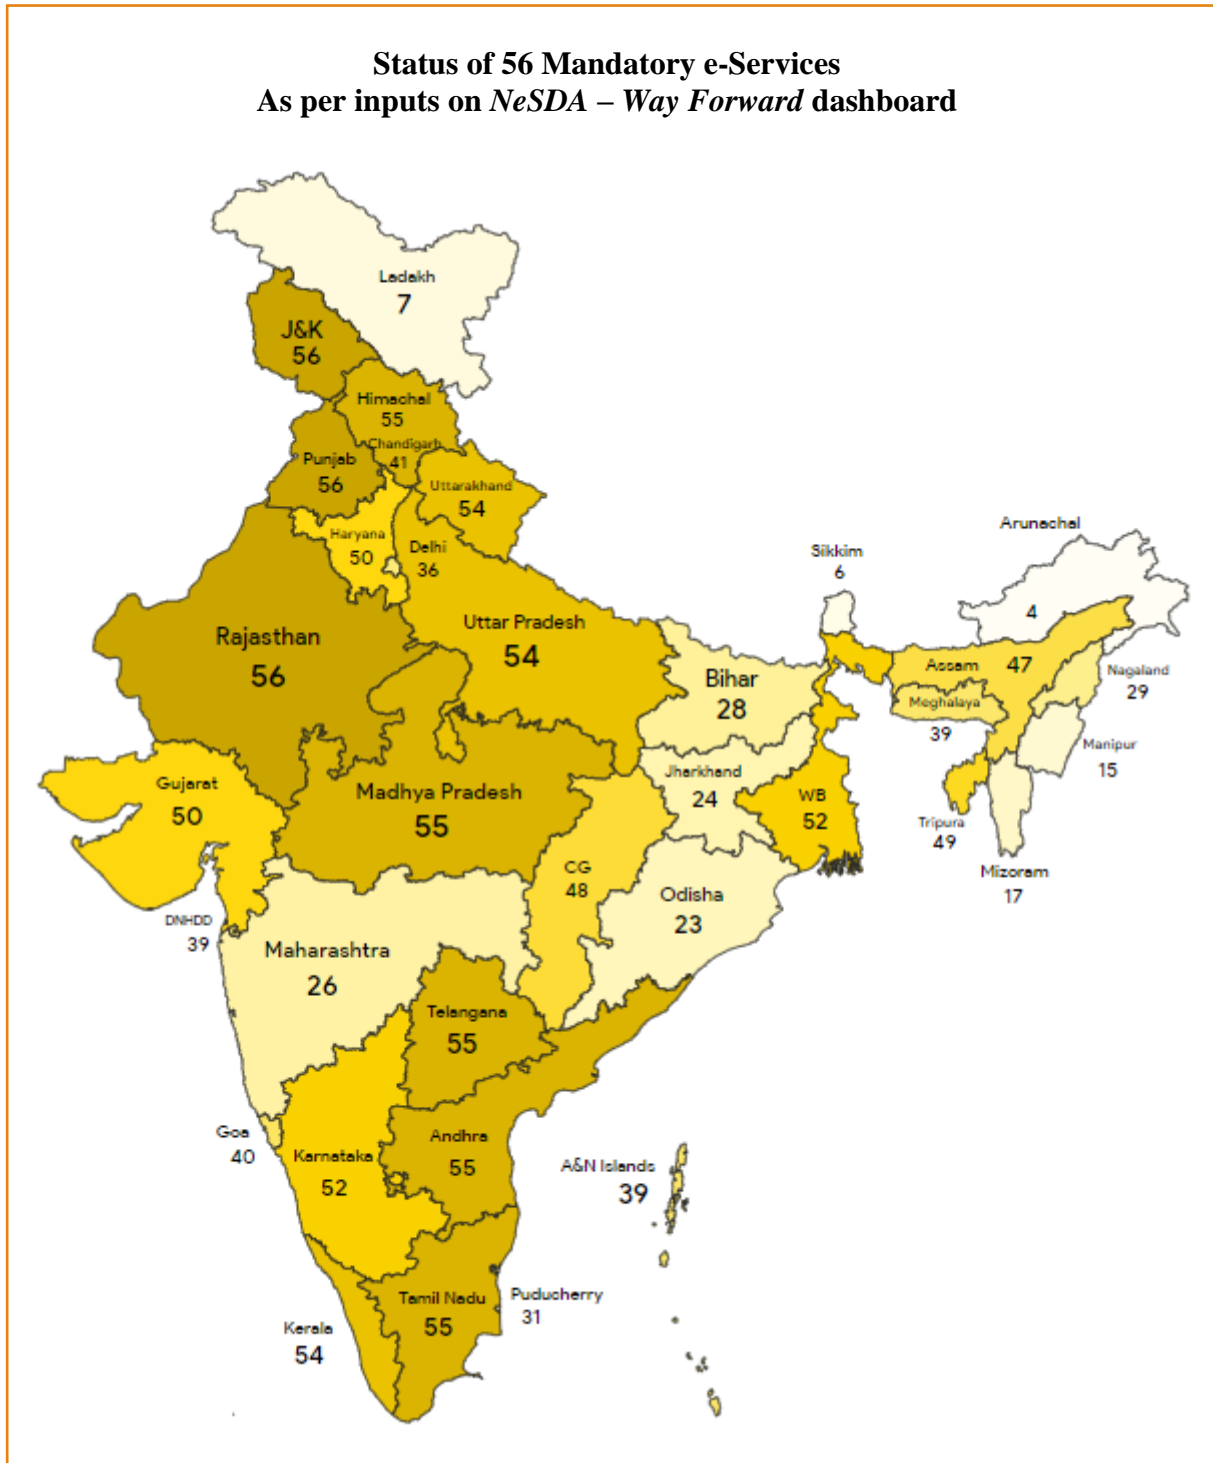 Status of 56 Mandatory e-Services
As per inputs on NeSDA – Way Forward dashboard
Ladakh
7
J&K
56
Himachal
55
Chandigarh
41
Punjab
56
Uttarakhand
54
Haryana
50
Delhi
36
Arunachal
4
Sikkim
6
Rajasthan
56
Uttar Pradesh
54
Bihar
28
Assam 47
Nagaland
29
Meghalaya
39
Manipur
15
Gujarat
50
Madhya Pradesh
55
Jharkhand
24
WB
52
Tripura
49
Mizoram
17
CG
48
Odisha
23
DNHDD
39
Maharashtra
26
Telangana
55
Goa
40
Karnataka
52
Andhra
55
A&N Islands
39
Tamil Nadu
55
Puducherry
31
Kerala
54